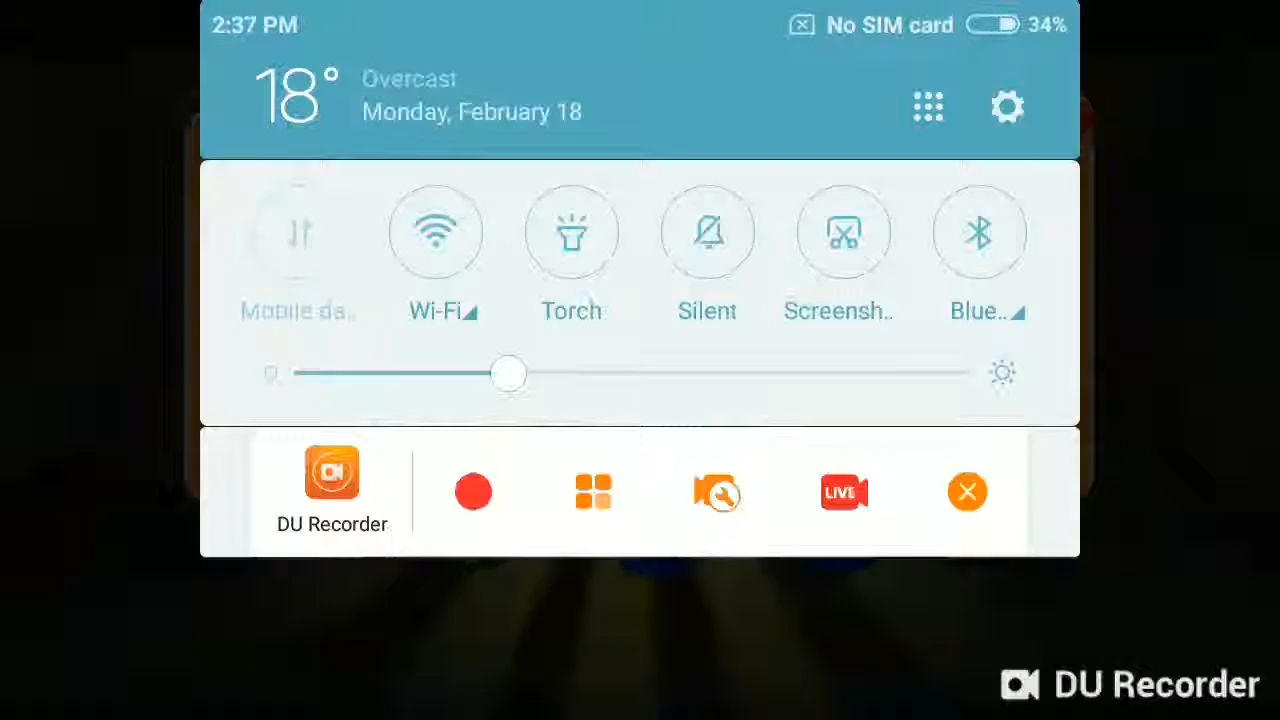 2:37 PM
No SIM card 34%
18°
Overcast
Monday, February 18
Mobile da..
Wi-Fi
Torch
Silent
Screensh..
Blue..
LIVE
DU Recorder
DU Recorder